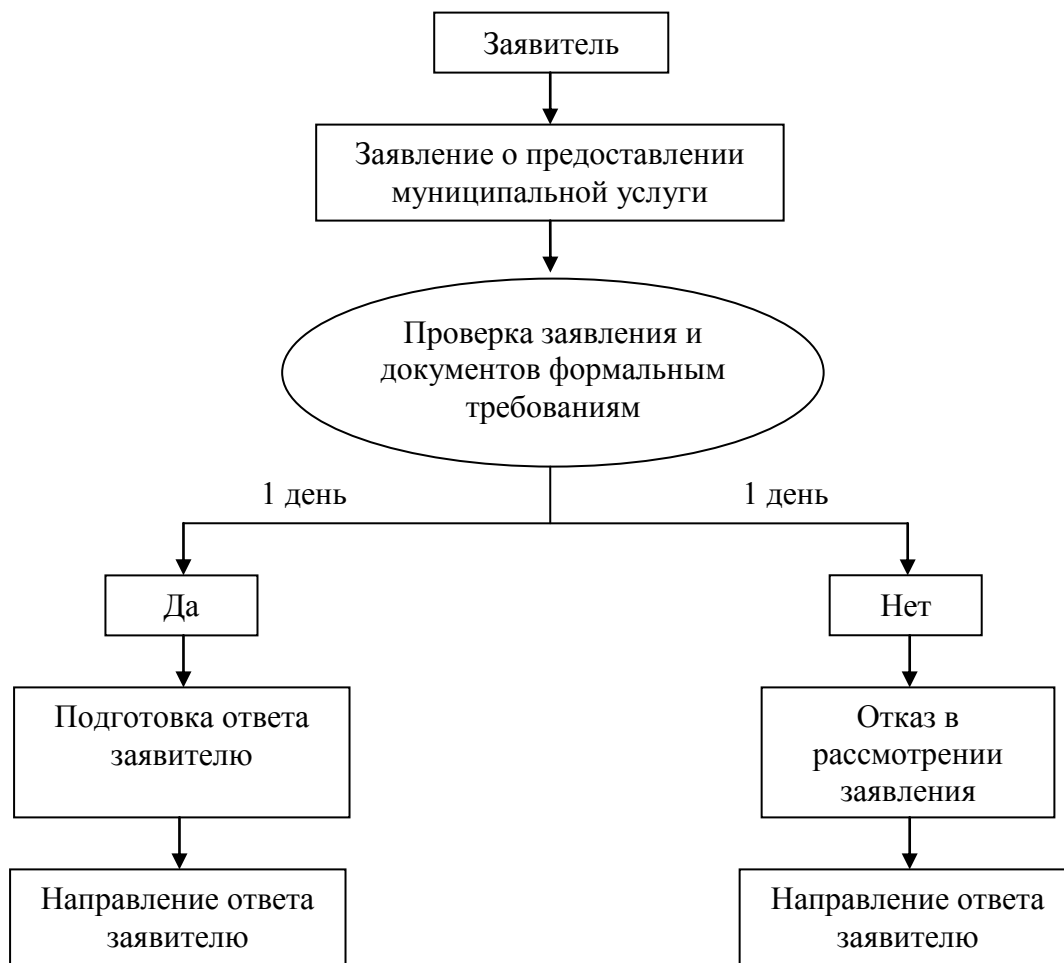 Заявитель
Заявление о предоставлении
муниципальной услуги
Проверка заявления и
документов формальным
требованиям
1 день
1 день
Да
Нет
Подготовка ответа
заявителю
Отказ в
рассмотрении
заявления
Направление ответа
заявителю
Направление ответа
заявителю